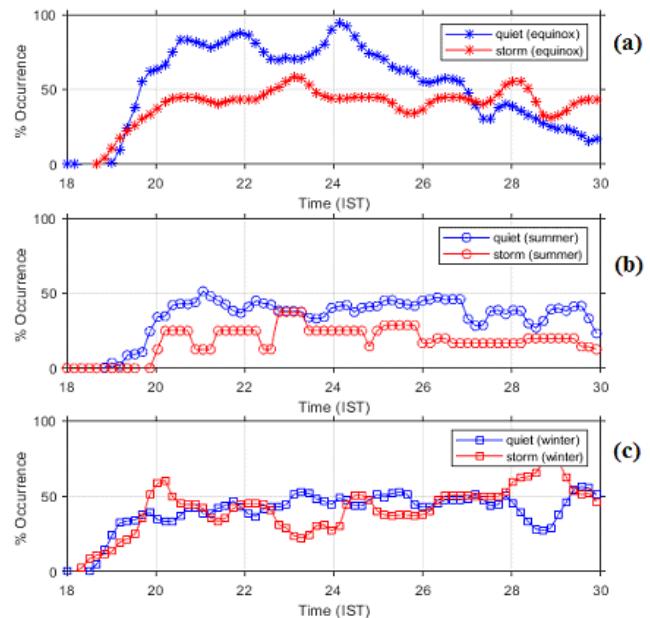 100
50
0
% Occurrence
quiet (equinox)
storm (equinox)
(a)
18 20 22 24 26 28 30
Time (IST)
100
50
0
% Occurrence
quiet (summer)
storm (summer)
(b)
18 20 22 24 26 28 30
Time (IST)
100
50
0
% Occurrence
quiet (winter)
storm (winter)
(c)
18 20 22 24 26 28 30
Time (IST)